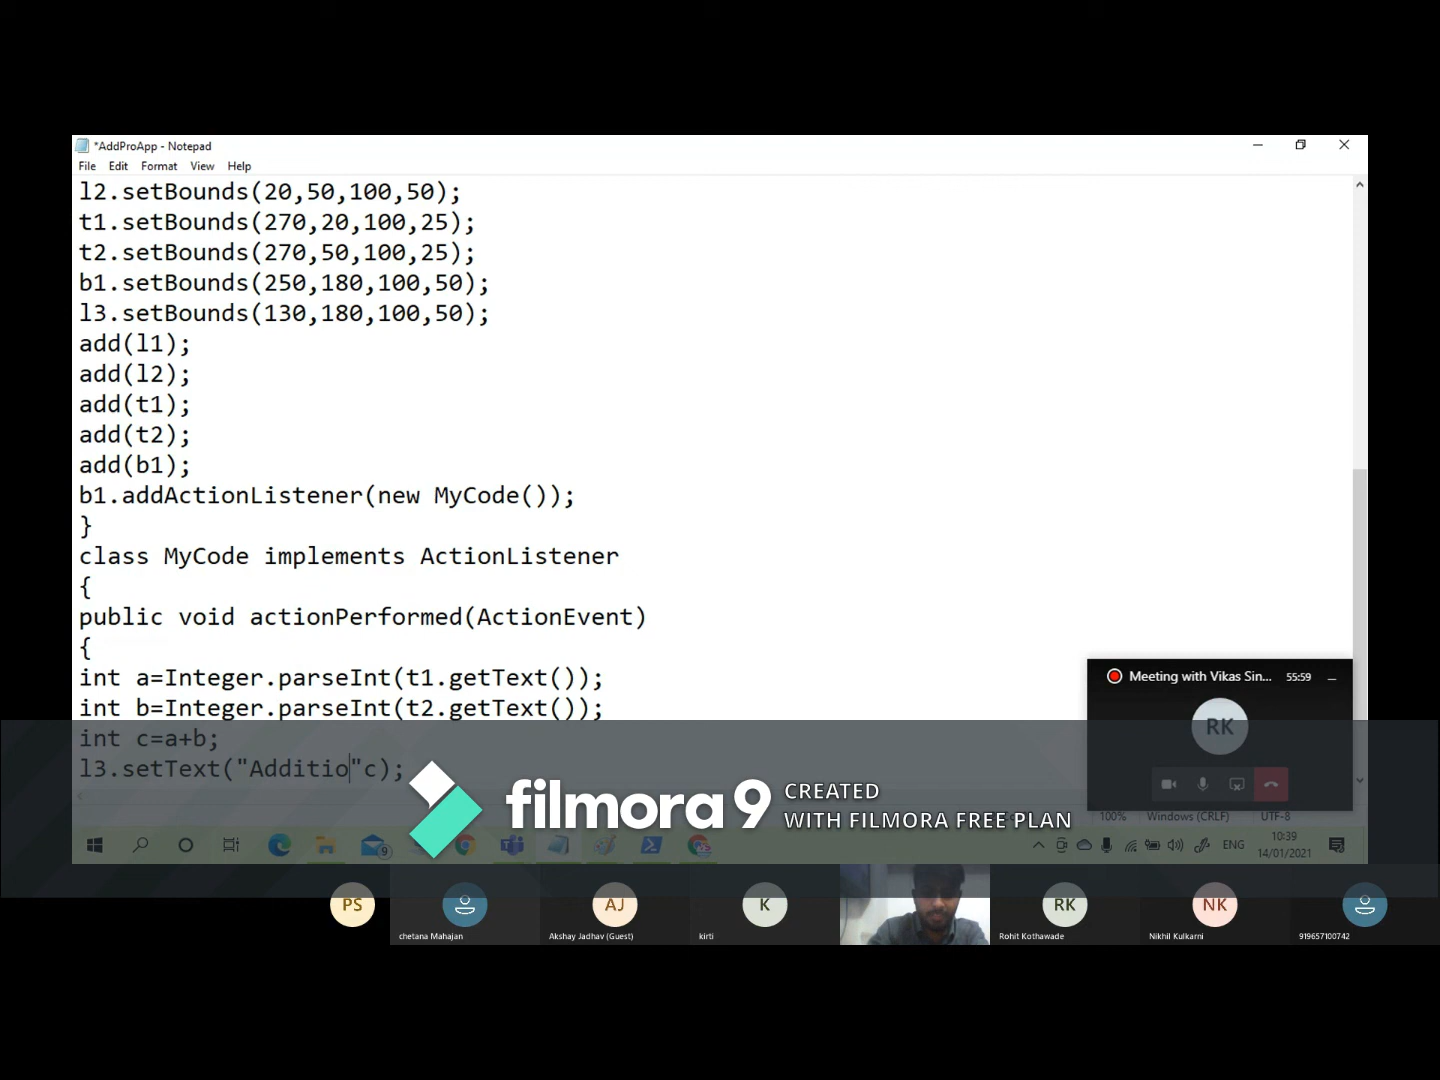 *AddProApp - Notepad
File Edit Format View Help
l2.setBounds(20,50,100,50);
t1.setBounds(270,20,100,25);
t2.setBounds(270,50,100,25);
b1.setBounds(250,180,100,50);
l3.setBounds(130,180,100,50);
add(l1);
add(l2);
add(t1);
add(t2);
add(b1);
b1.addActionListener(new MyCode());
}
class MyCode implements ActionListener
{
public void actionPerformed(ActionEvent)
{
int a=Integer.parseInt(t1.getText());
int b=Integer.parseInt(t2.getText());
int c=a+b;
l3.setText("Additio"c);
Meeting with Vikas Sin... 55:59
RK
filmora9 CREATED
WITH FILMORA FREE PLAN
100% Windows (CRLF) UTF-8
9
ENG
10:39
14/01/2021
PS
AJ
K
RK
NK
chetana Mahajan
Akshay Jadhav (Guest)
kirti
Rohit Kothawade
Nikhil Kulkarni
919657100742